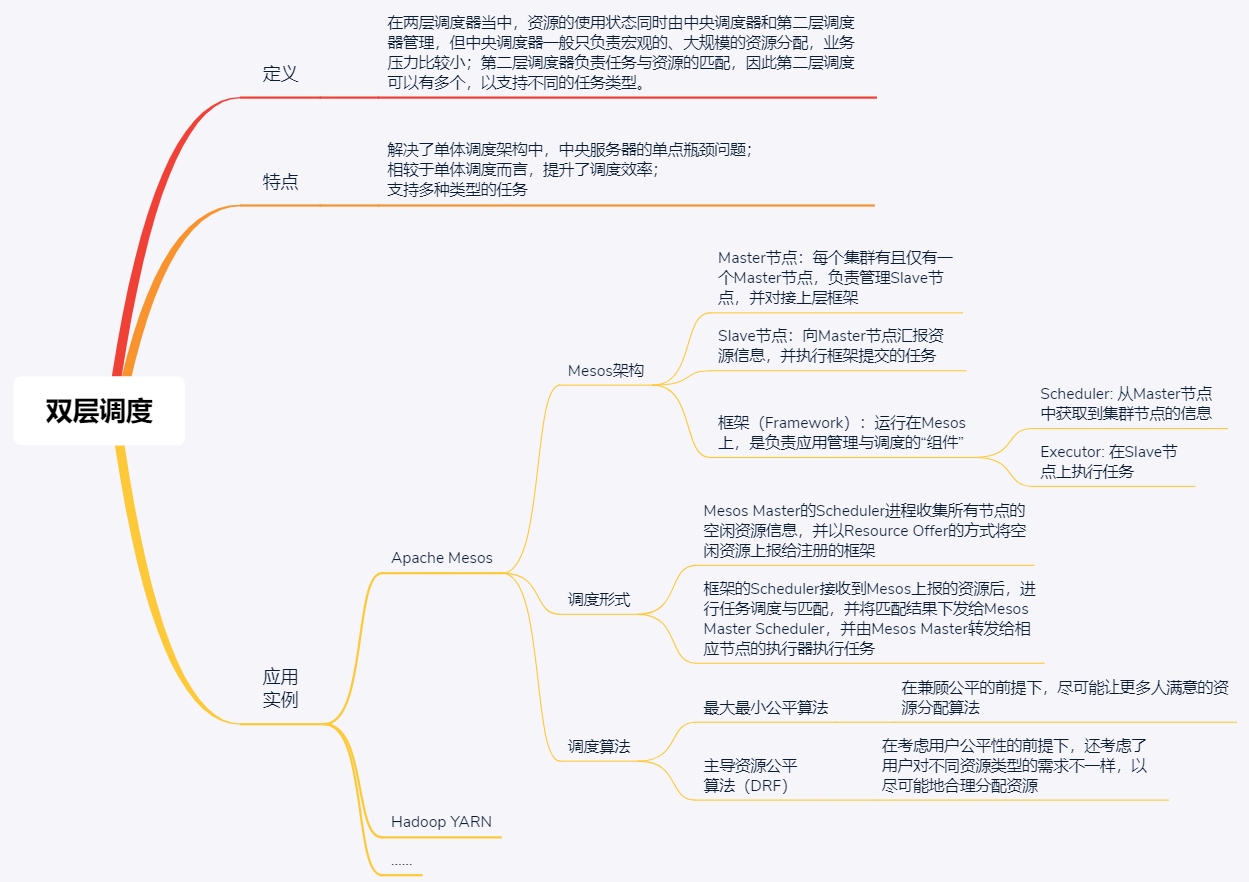 双层调度
定义
在两层调度器当中，资源的使用状态同时由中央调度器和第二层调度
器管理，但中央调度器一般只负责宏观的、大规模的资源分配，业务
压力比较小；第二层调度器负责任务与资源的匹配，因此第二层调度
可以有多个，以支持不同的任务类型。
特点
解决了单体调度架构中，中央服务器的单点瓶颈问题；
相较于单体调度而言，提升了调度效率；
支持多种类型的任务
应用
实例
Apache Mesos
Mesos架构
Master节点：每个集群有且仅有一
个Master节点，负责管理Slave节
点，并对接上层框架
Slave节点：向Master节点汇报资
源信息，并执行框架提交的任务
框架（Framework）：运行在Mesos
上，是负责应用管理与调度的“组件”
Scheduler: 从Master节点
中获取到集群节点的信息
Executor: 在Slave节
点上执行任务
调度形式
Mesos Master的Scheduler进程收集所有节点的
空闲资源信息，并以Resource Offer的方式将空
闲资源上报给注册的框架
框架的Scheduler接收到Mesos上报的资源后，进
行任务调度与匹配，并将匹配结果下发给Mesos
Master Scheduler，并由Mesos Master转发给相
应节点的执行器执行任务
调度算法
最大最小公平算法
在兼顾公平的前提下，尽可能让更多人满意的资
源分配算法
主导资源公平
算法（DRF）
在考虑用户公平性的前提下，还考虑了
用户对不同资源类型的需求不一样，以
尽可能地合理分配资源
Hadoop YARN
……